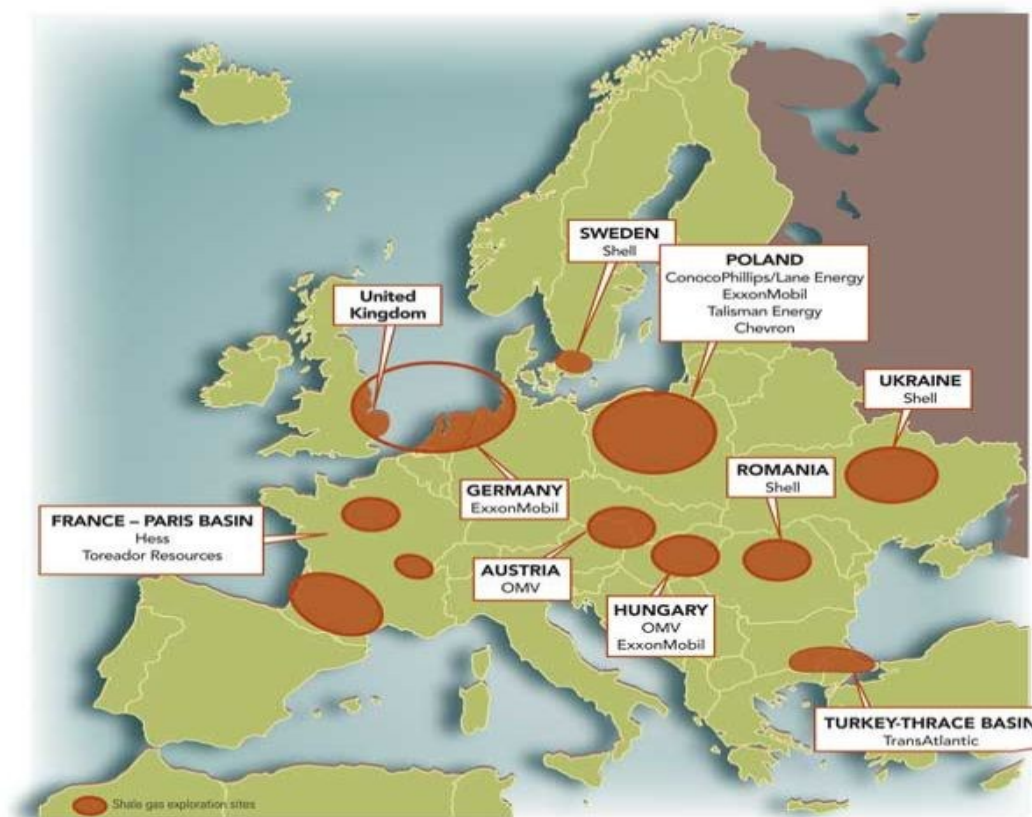 SWEDEN
Shell
POLAND
ConocoPhillips/Lane Energy
ExxonMobil
Talisman Energy
Chevron
United
Kingdom
UKRAINE
Shell
ROMANIA
Shell
GERMANY
ExxonMobil
FRANCE – PARIS BASIN
Hess
Toreador Resources
AUSTRIA
OMV
HUNGARY
OMV
ExxonMobil
TURKEY-THRACE BASIN
TransAtlantic
Shale gas exploration sites